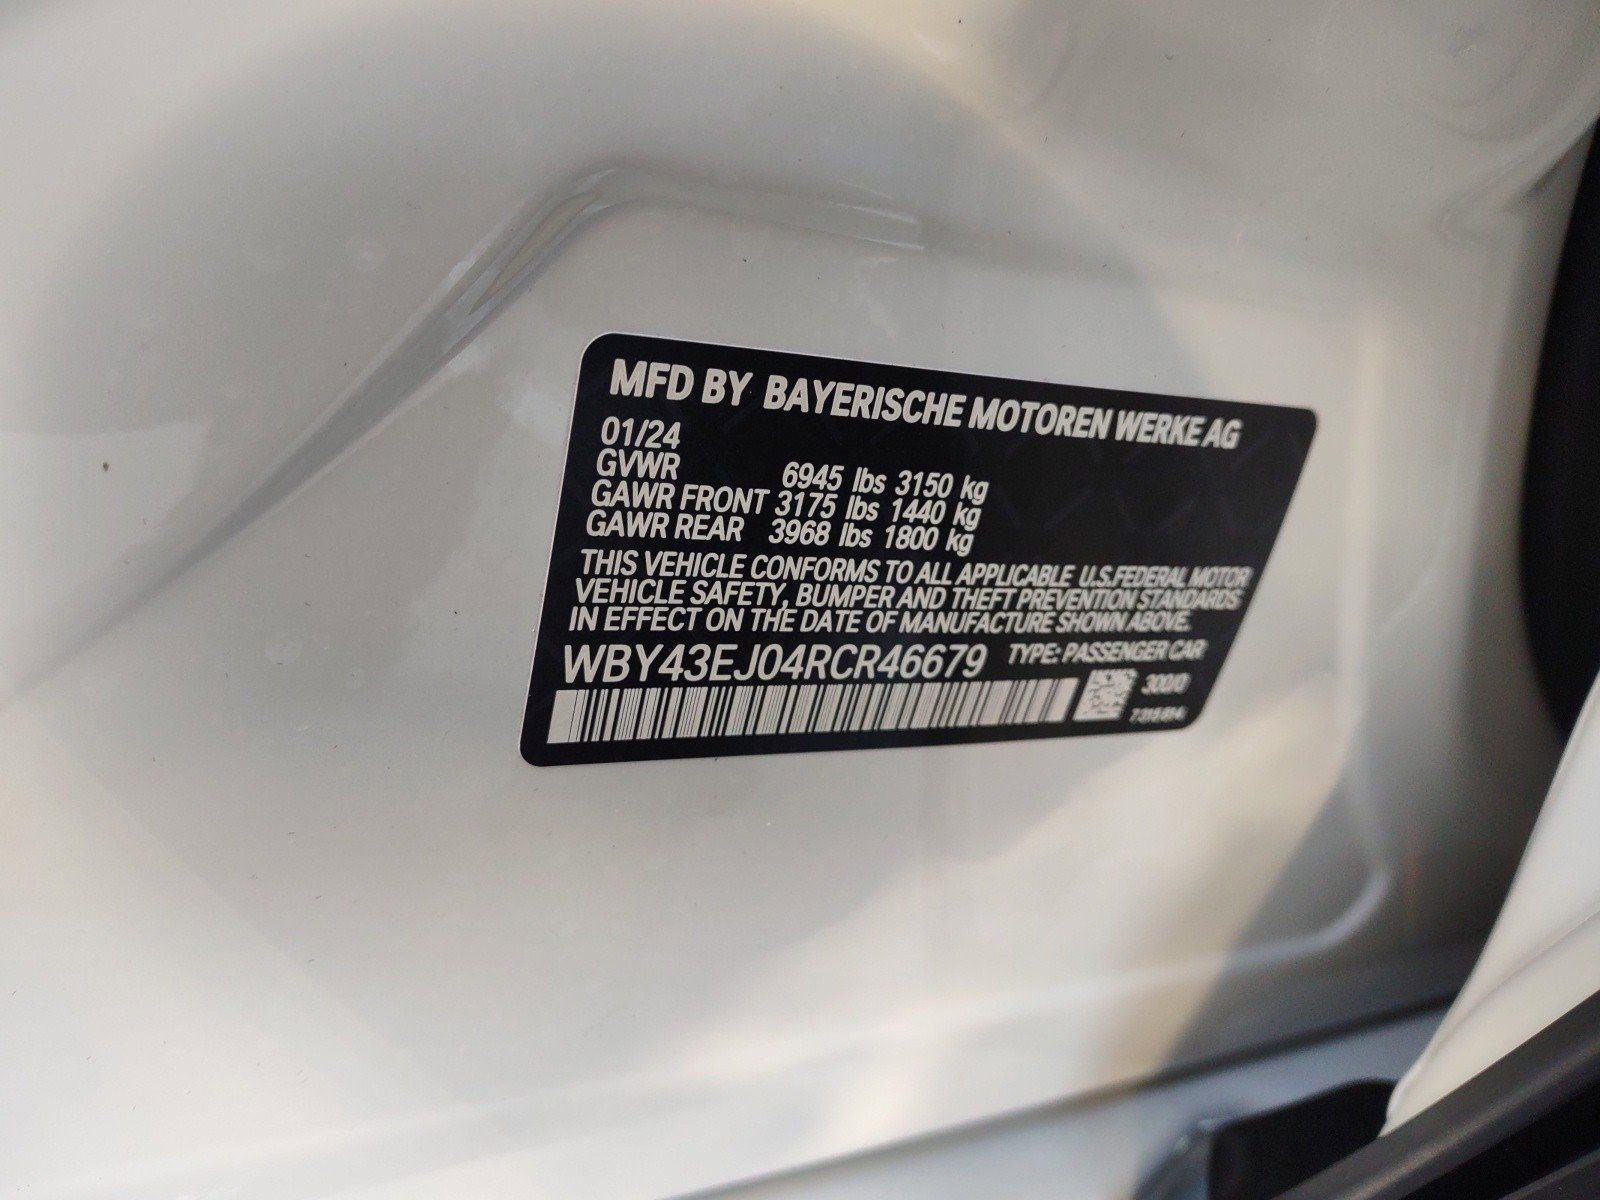 MFD BY BAYERISCHE MOTOREN WERKE AG
01/24
GVWR 6945 lbs 3150 kg
GAWR FRONT 3175 lbs 1440 kg
GAWR REAR 3968 lbs 1800 kg
THIS VEHICLE CONFORMS TO ALL APPLICABLE U.S.FEDERAL MOTOR
VEHICLE SAFETY, BUMPER AND THEFT PREVENTION STANDARDS
IN EFFECT ON THE DATE OF MANUFACTURE SHOWN ABOVE.
WBY43EJ04RCR46679 TYPE: PASSENGER CAR